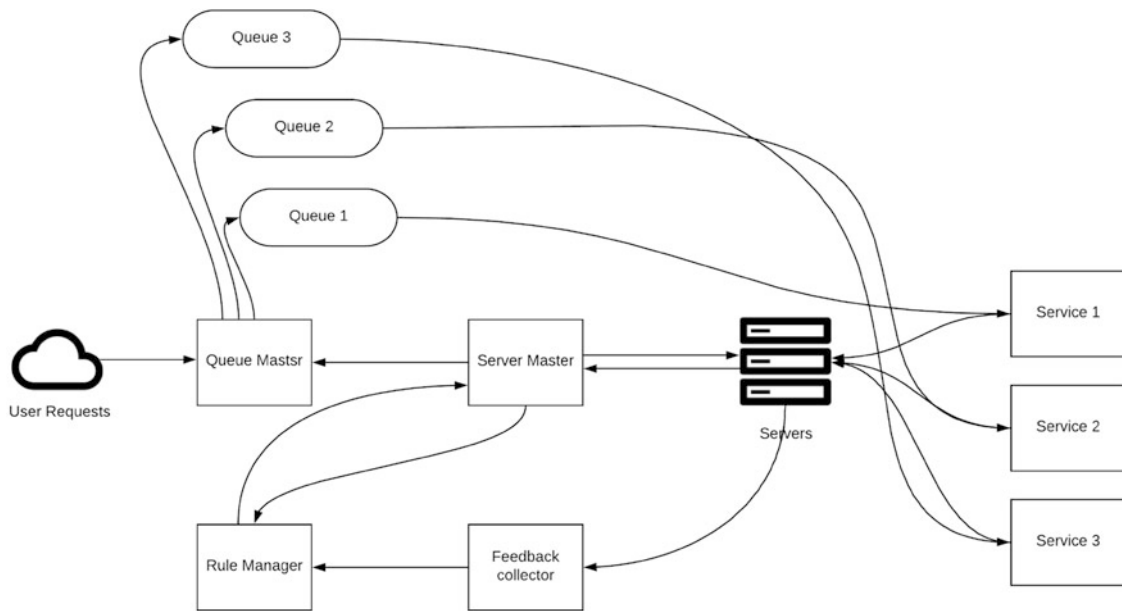 Queue 3
Queue 2
Queue 1
Service 1
Queue Mastsr
Server Master
User Requests
Service 2
Servers
Service 3
Rule Manager
Feedback
collector